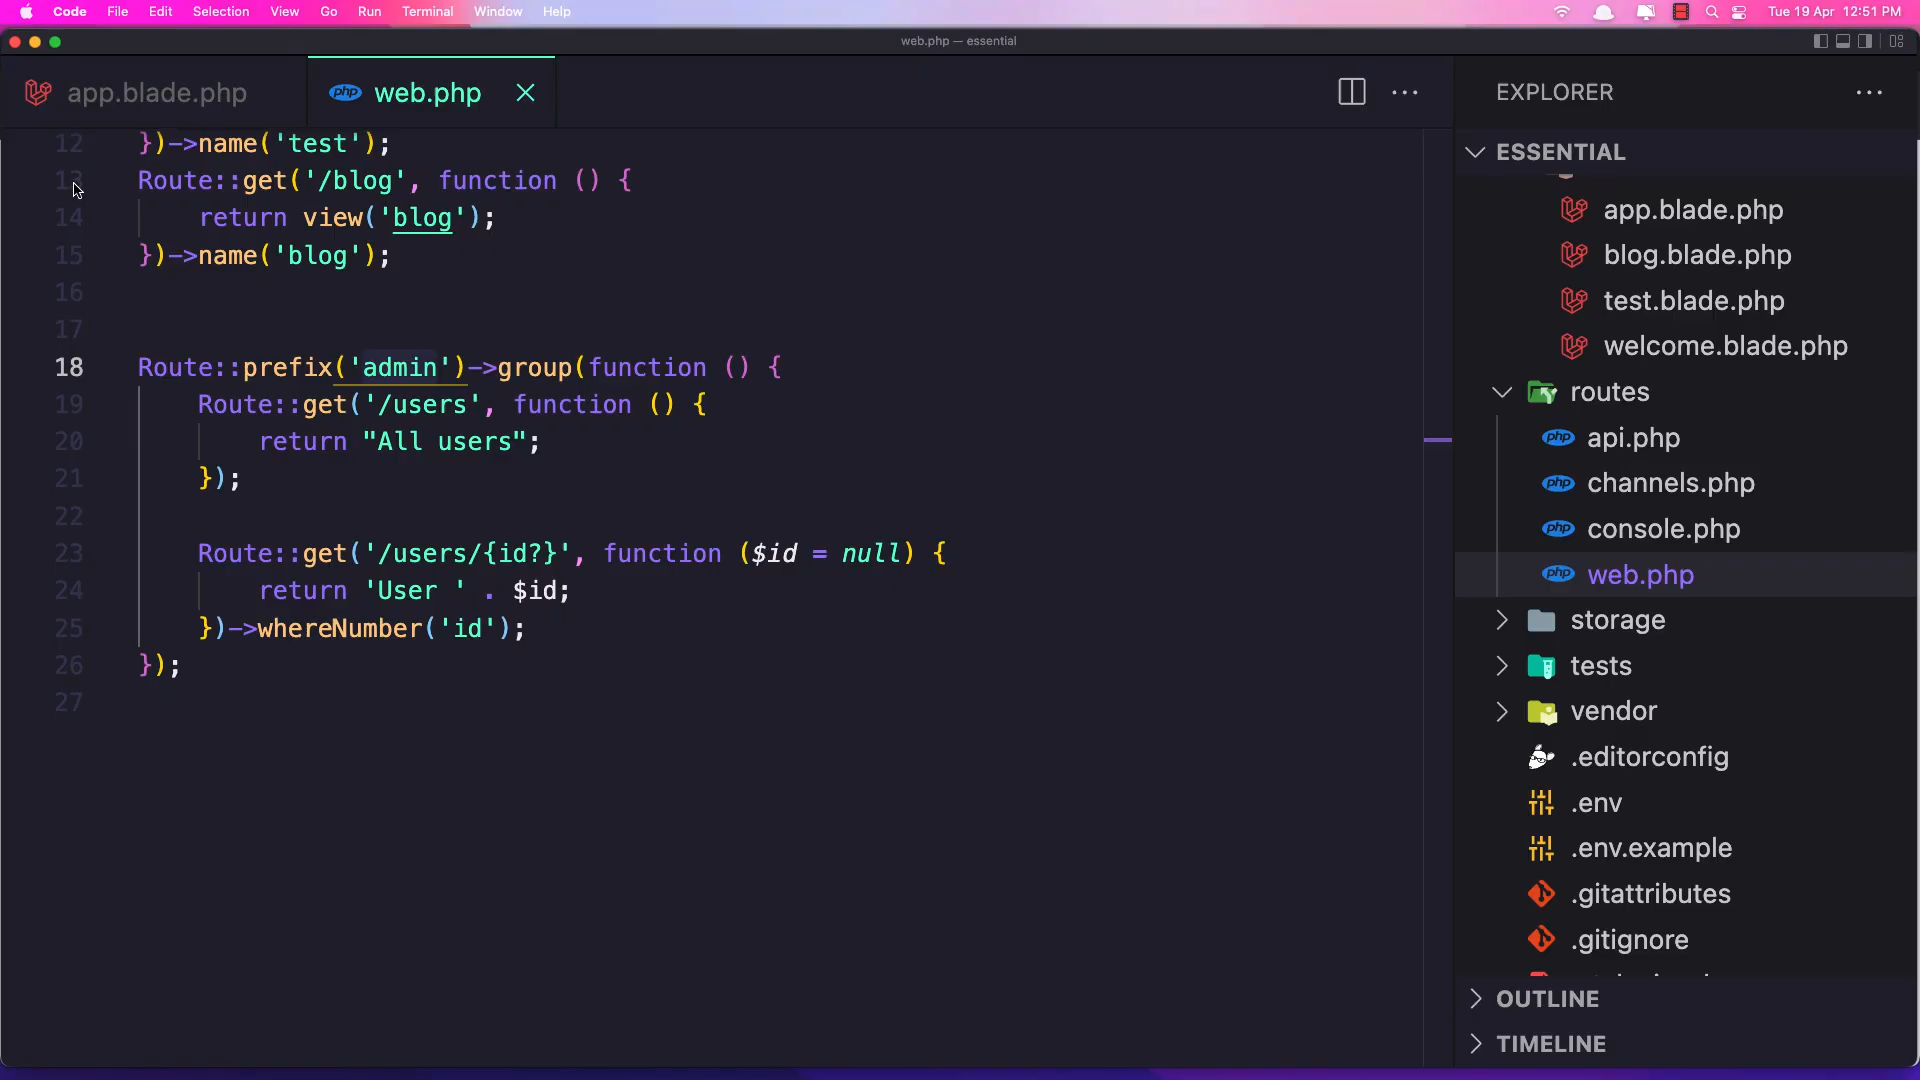 Code File Edit Selection View Go Run Terminal Window Help Tue 19 Apr 12:51 PM
web.php — essential
app.blade.php
web.php
EXPLORER
ESSENTIAL
12 })->name('test');
13 Route::get('/blog', function () {
14 return view('blog');
15 })->name('blog');
16
17
18 Route::prefix('admin')->group(function () {
19 Route::get('/users', function () {
20 return "All users";
21 });
22
23 Route::get('/users/{id?}', function ($id = null) {
24 return 'User ' . $id;
25 })->whereNumber('id');
26 });
27
app.blade.php
blog.blade.php
test.blade.php
welcome.blade.php
routes
php api.php
php channels.php
php console.php
php web.php
storage
tests
vendor
.editorconfig
.env
.env.example
.gitattributes
.gitignore
OUTLINE
TIMELINE